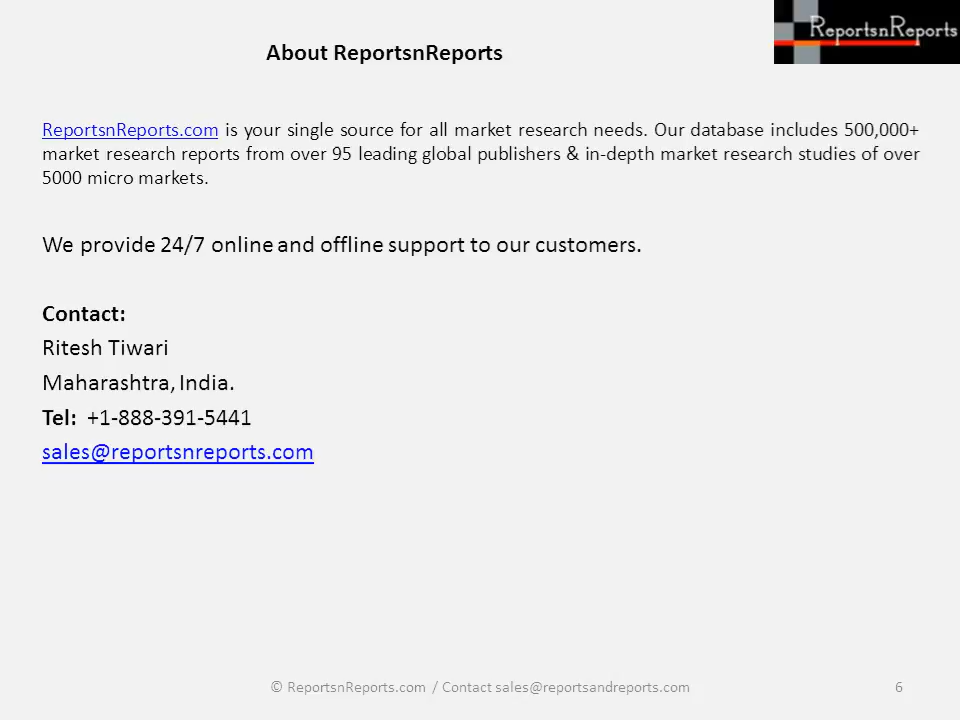 About ReportsnReports
ReportsnReports
ReportsnReports.com is your single source for all market research needs. Our database includes 500,000+
market research reports from over 95 leading global publishers & in-depth market research studies of over
5000 micro markets.
We provide 24/7 online and offline support to our customers.
Contact:
Ritesh Tiwari
Maharashtra, India.
Tel: +1-888-391-5441
sales@reportsnreports.com
© ReportsnReports.com / Contact sales@reportsandreports.com
6